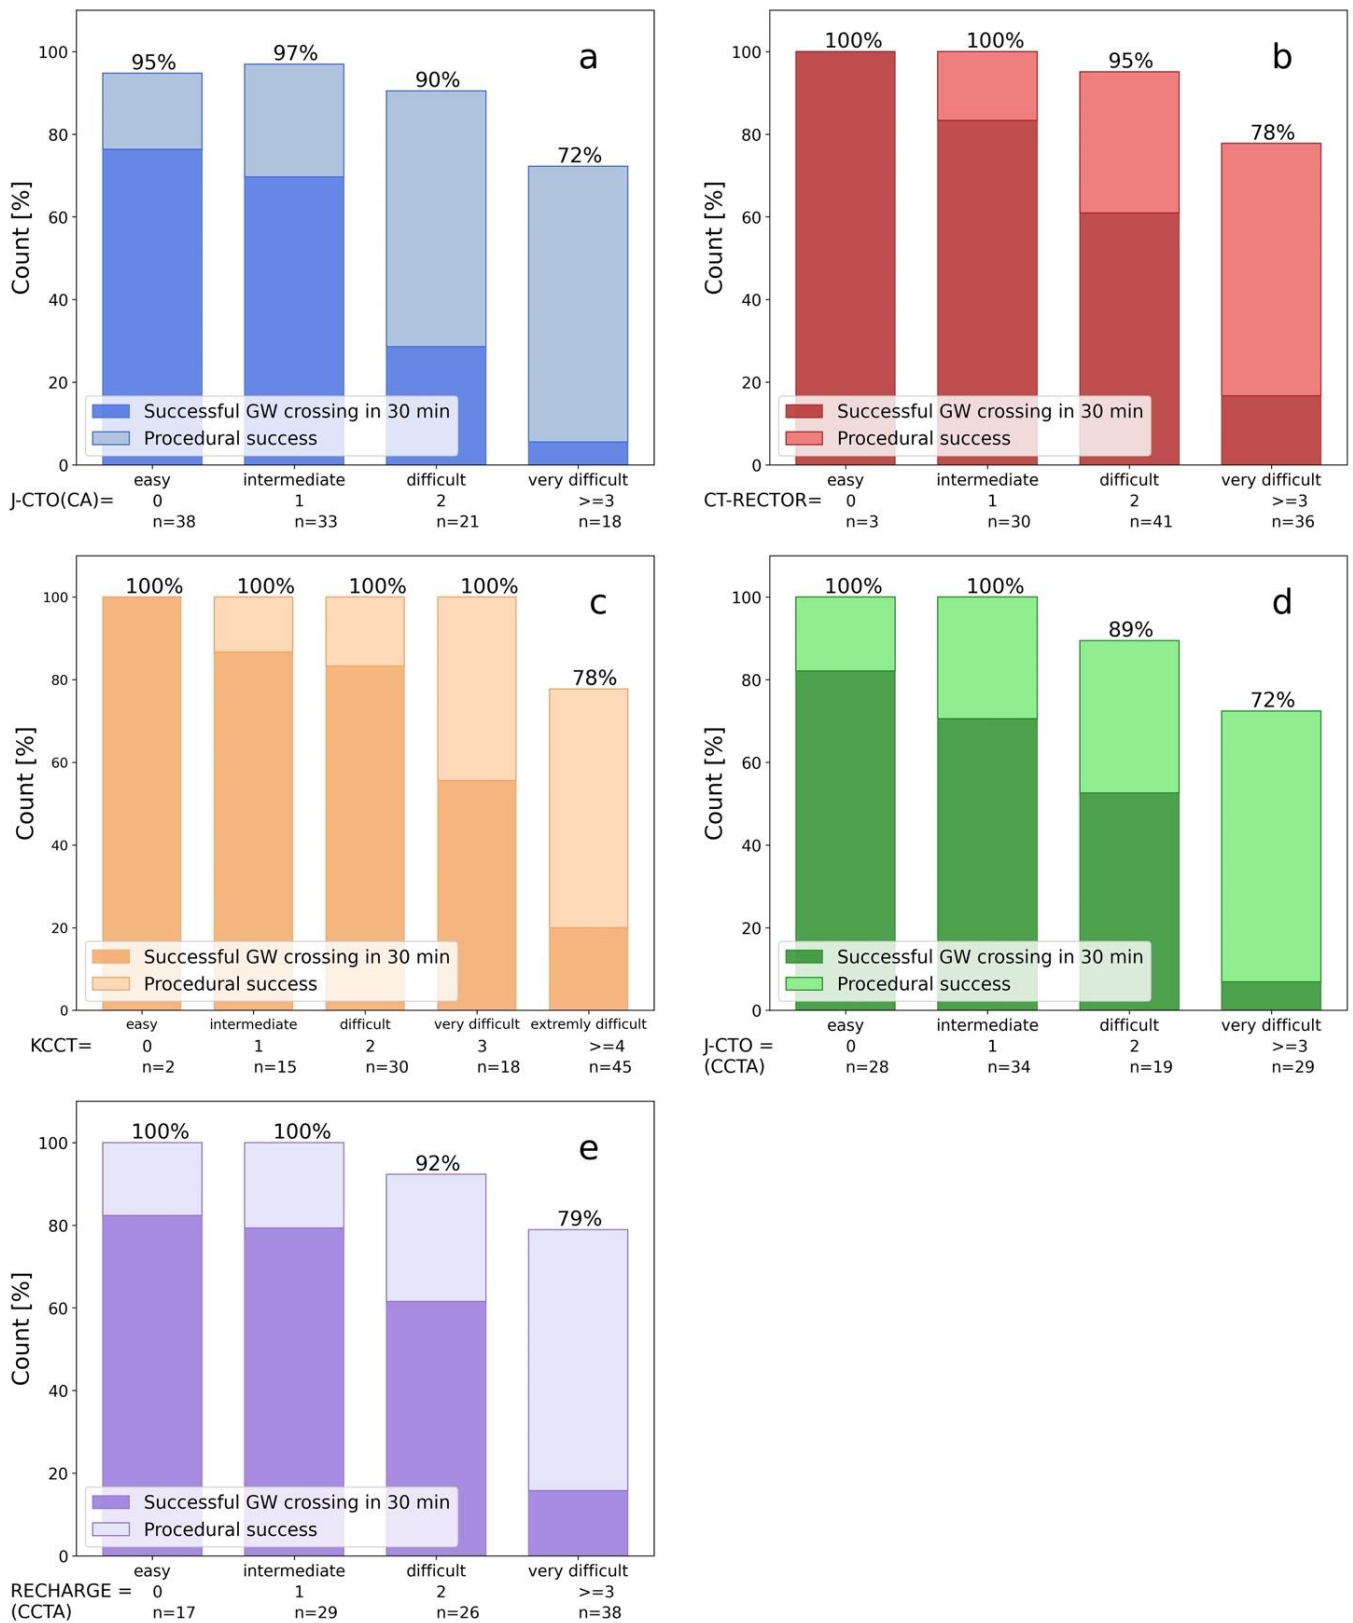 a
95%
97%
90%
72%
100
80
60
40
20
0
Count [%]
Successful GW crossing in 30 min
Procedural success
easy intermediate difficult very difficult
J-CTO(CA)= 0 1 2 >=3
n=38 n=33 n=21 n=18
b
100%
100%
95%
78%
100
80
60
40
20
0
Count [%]
Successful GW crossing in 30 min
Procedural success
easy intermediate difficult very difficult
CT-RECTOR= 0 1 2 >=3
n=3 n=30 n=41 n=36
c
100% 100% 100% 100%
78%
100
80
60
40
20
0
Count [%]
Successful GW crossing in 30 min
Procedural success
easy intermediate difficult very difficult extremly difficult
KCCT= 0 1 2 3 >=4
n=2 n=15 n=30 n=18 n=45
d
100% 100%
89%
72%
100
80
60
40
20
0
Count [%]
Successful GW crossing in 30 min
Procedural success
easy intermediate difficult very difficult
J-CTO = 0 1 2 >=3
(CCTA) n=28 n=34 n=19 n=29
e
100% 100%
92%
79%
100
80
60
40
20
0
Count [%]
Successful GW crossing in 30 min
Procedural success
easy intermediate difficult very difficult
RECHARGE = 0 1 2 >=3
(CCTA) n=17 n=29 n=26 n=38